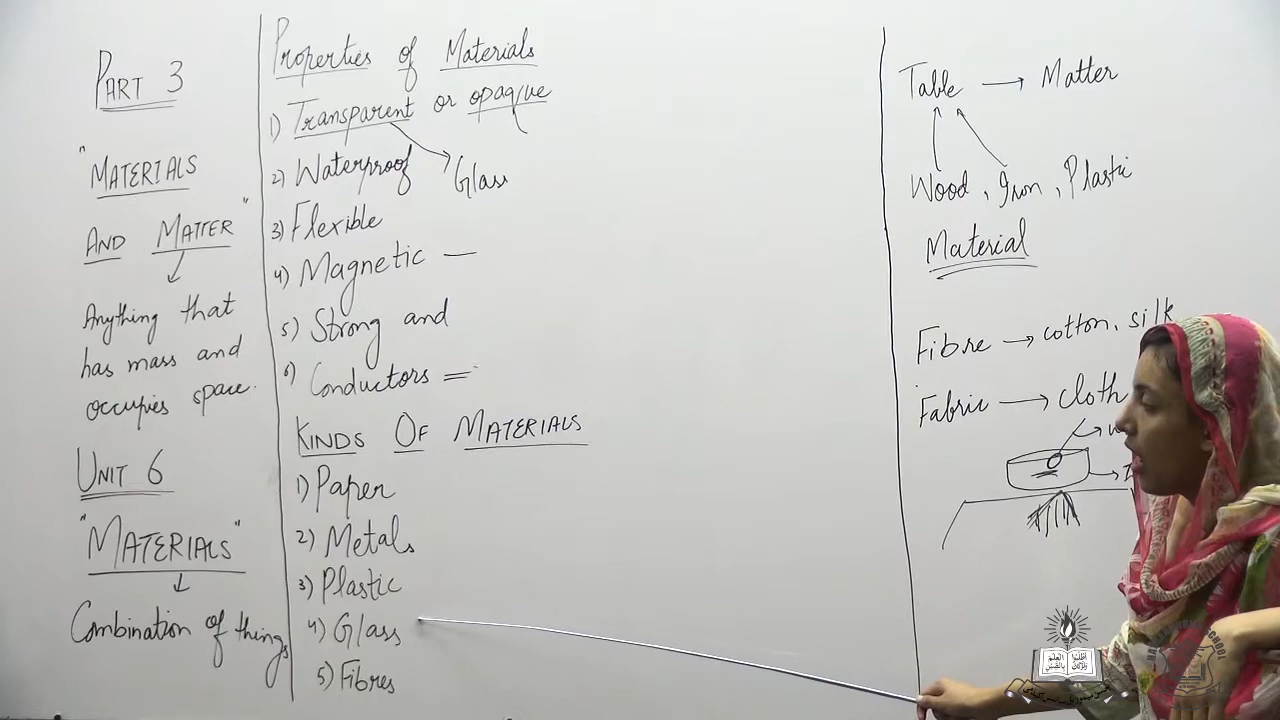 PART 3
"MATERIALS
AND MATTER"
Anything that
has mass and
occupies space.
UNIT 6
"MATERIALS"
Combination of things
Properties of Materials
1) Transparent or opaque
Glass
2) Waterproof
3) Flexible
4) Magnetic —
5) Strong and
6) Conductors =
KINDS OF MATERIALS
1) Paper
2) Metals
3) Plastic
4) Glass
5) Fibres
Table → Matter
Wood, Iron, Plastic
Material
Fibre → cotton, silk
Fabric → cloth